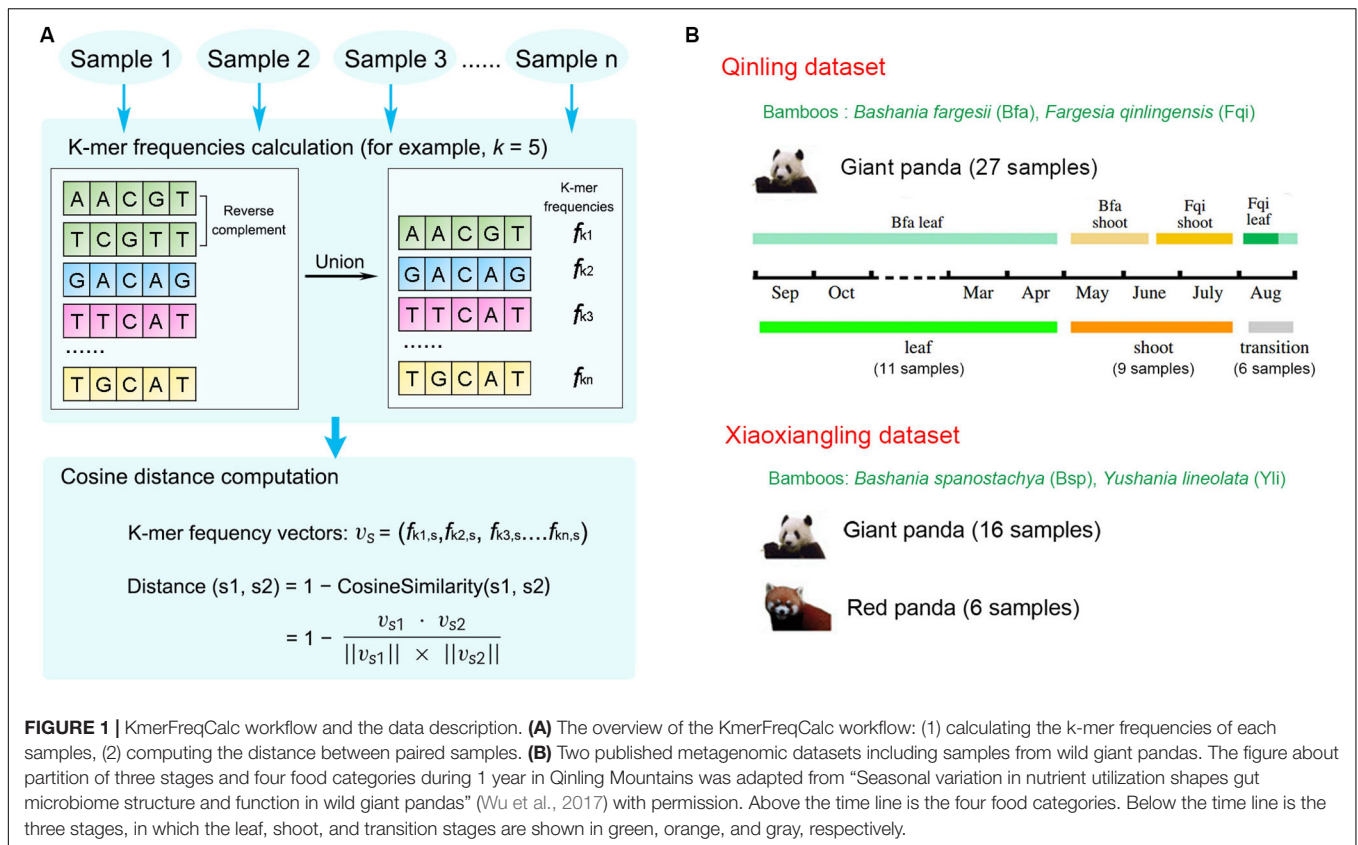 A
Sample 1 Sample 2 Sample 3 ...... Sample n
K-mer frequencies calculation (for example, k = 5)
A A C G T
T C G T T
Reverse
complement
G A C A G
T T C A T
......
T G C A T
Union
K-mer
frequencies
A A C G T fk1
G A C A G fk2
T T C A T fk3
......
T G C A T fkn
Cosine distance computation
K-mer fequency vectors: υs = (fk1,s,fk2,s, fk3,s....fkn,s)
Distance (s1, s2) = 1 − CosineSimilarity(s1, s2)
= 1 − υs1 · υs2
||υs1|| × ||υs2||
B
Qinling dataset
Bamboos : Bashania fargesii (Bfa), Fargesia qinlingensis (Fqi)
Giant panda (27 samples)
Bfa leaf
Bfa
shoot
Fqi
shoot
Fqi
leaf
Sep Oct Mar Apr May June July Aug
leaf
(11 samples)
shoot
(9 samples)
transition
(6 samples)
Xiaoxiangling dataset
Bamboos: Bashania spanostachya (Bsp), Yushania lineolata (Yli)
Giant panda (16 samples)
Red panda (6 samples)
FIGURE 1 | KmerFreqCalc workflow and the data description. (A) The overview of the KmerFreqCalc workflow: (1) calculating the k-mer frequencies of each
samples, (2) computing the distance between paired samples. (B) Two published metagenomic datasets including samples from wild giant pandas. The figure about
partition of three stages and four food categories during 1 year in Qinling Mountains was adapted from “Seasonal variation in nutrient utilization shapes gut
microbiome structure and function in wild giant pandas” (Wu et al., 2017) with permission. Above the time line is the four food categories. Below the time line is the
three stages, in which the leaf, shoot, and transition stages are shown in green, orange, and gray, respectively.